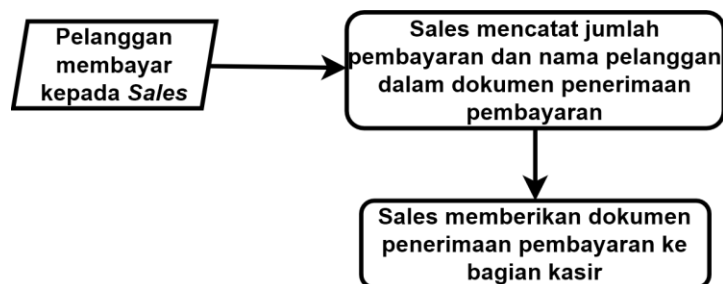 Pelanggan
membayar
kepada Sales
Sales mencatat jumlah
pembayaran dan nama pelanggan
dalam dokumen penerimaan
pembayaran
Sales memberikan dokumen
penerimaan pembayaran ke
bagian kasir